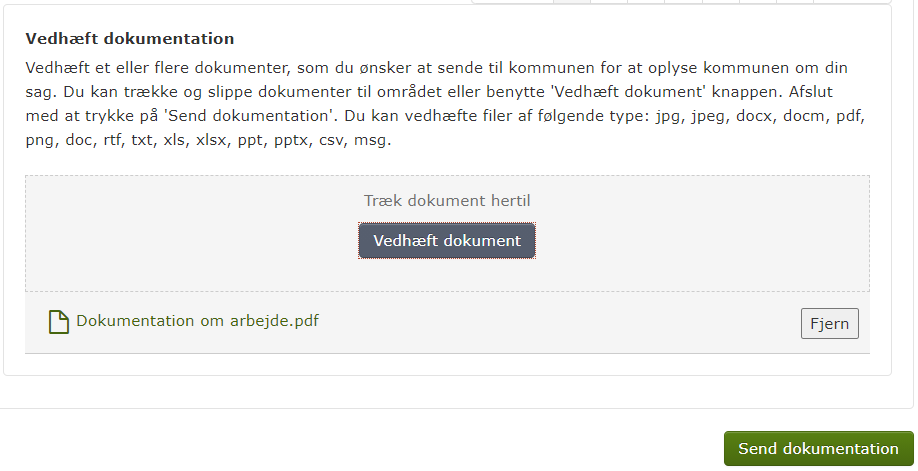 Vedhæft dokumentation
Vedhæft et eller flere dokumenter, som du ønsker at sende til kommunen for at oplyse kommunen om din
sag. Du kan trække og slippe dokumenter til området eller benytte 'Vedhæft dokument' knappen. Afslut
med at trykke på 'Send dokumentation'. Du kan vedhæfte filer af følgende type: jpg, jpeg, docx, docm, pdf,
png, doc, rtf, txt, xls, xlsx, ppt, pptx, csv, msg.
Træk dokument hertil
Vedhæft dokument
Dokumentation om arbejde.pdf
Fjern
Send dokumentation